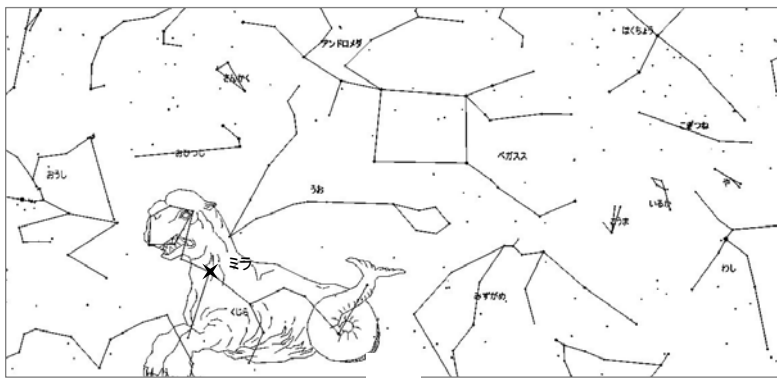 アンドロメダ
はくちょう
さんかく
こぎつね
おひつじ
ペガスス
おうし
や
うお
いるか
こうま
ミラ
わし
みずがめ
くじら